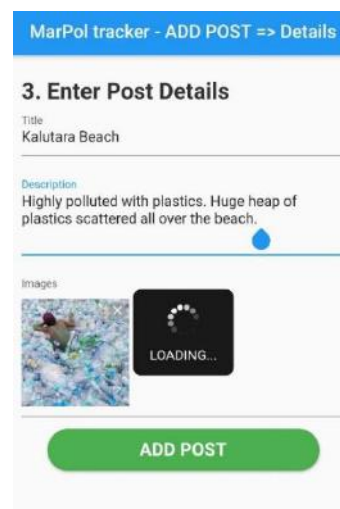 MarPol tracker - ADD POST => Details
3. Enter Post Details
Title
Kalutara Beach
Description
Highly polluted with plastics. Huge heap of
plastics scattered all over the beach.
Images
LOADING...
ADD POST